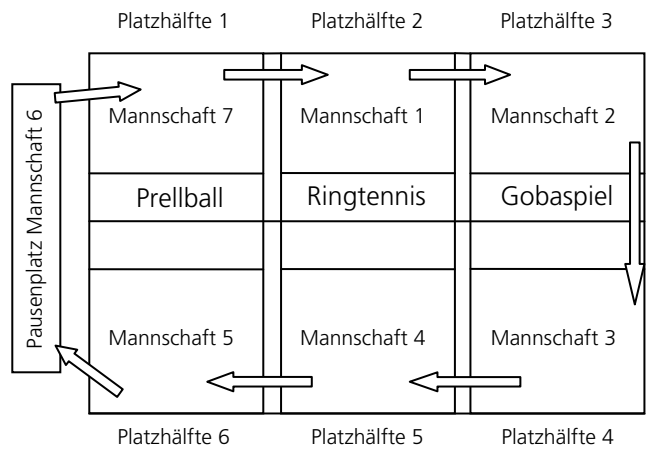 Platzhälfte 1
Platzhälfte 2
Platzhälfte 3
Pausenplatz Mannschaft 6
Mannschaft 7
Mannschaft 1
Mannschaft 2
Prellball
Ringtennis
Gobaspiel
Mannschaft 5
Mannschaft 4
Mannschaft 3
Platzhälfte 6
Platzhälfte 5
Platzhälfte 4